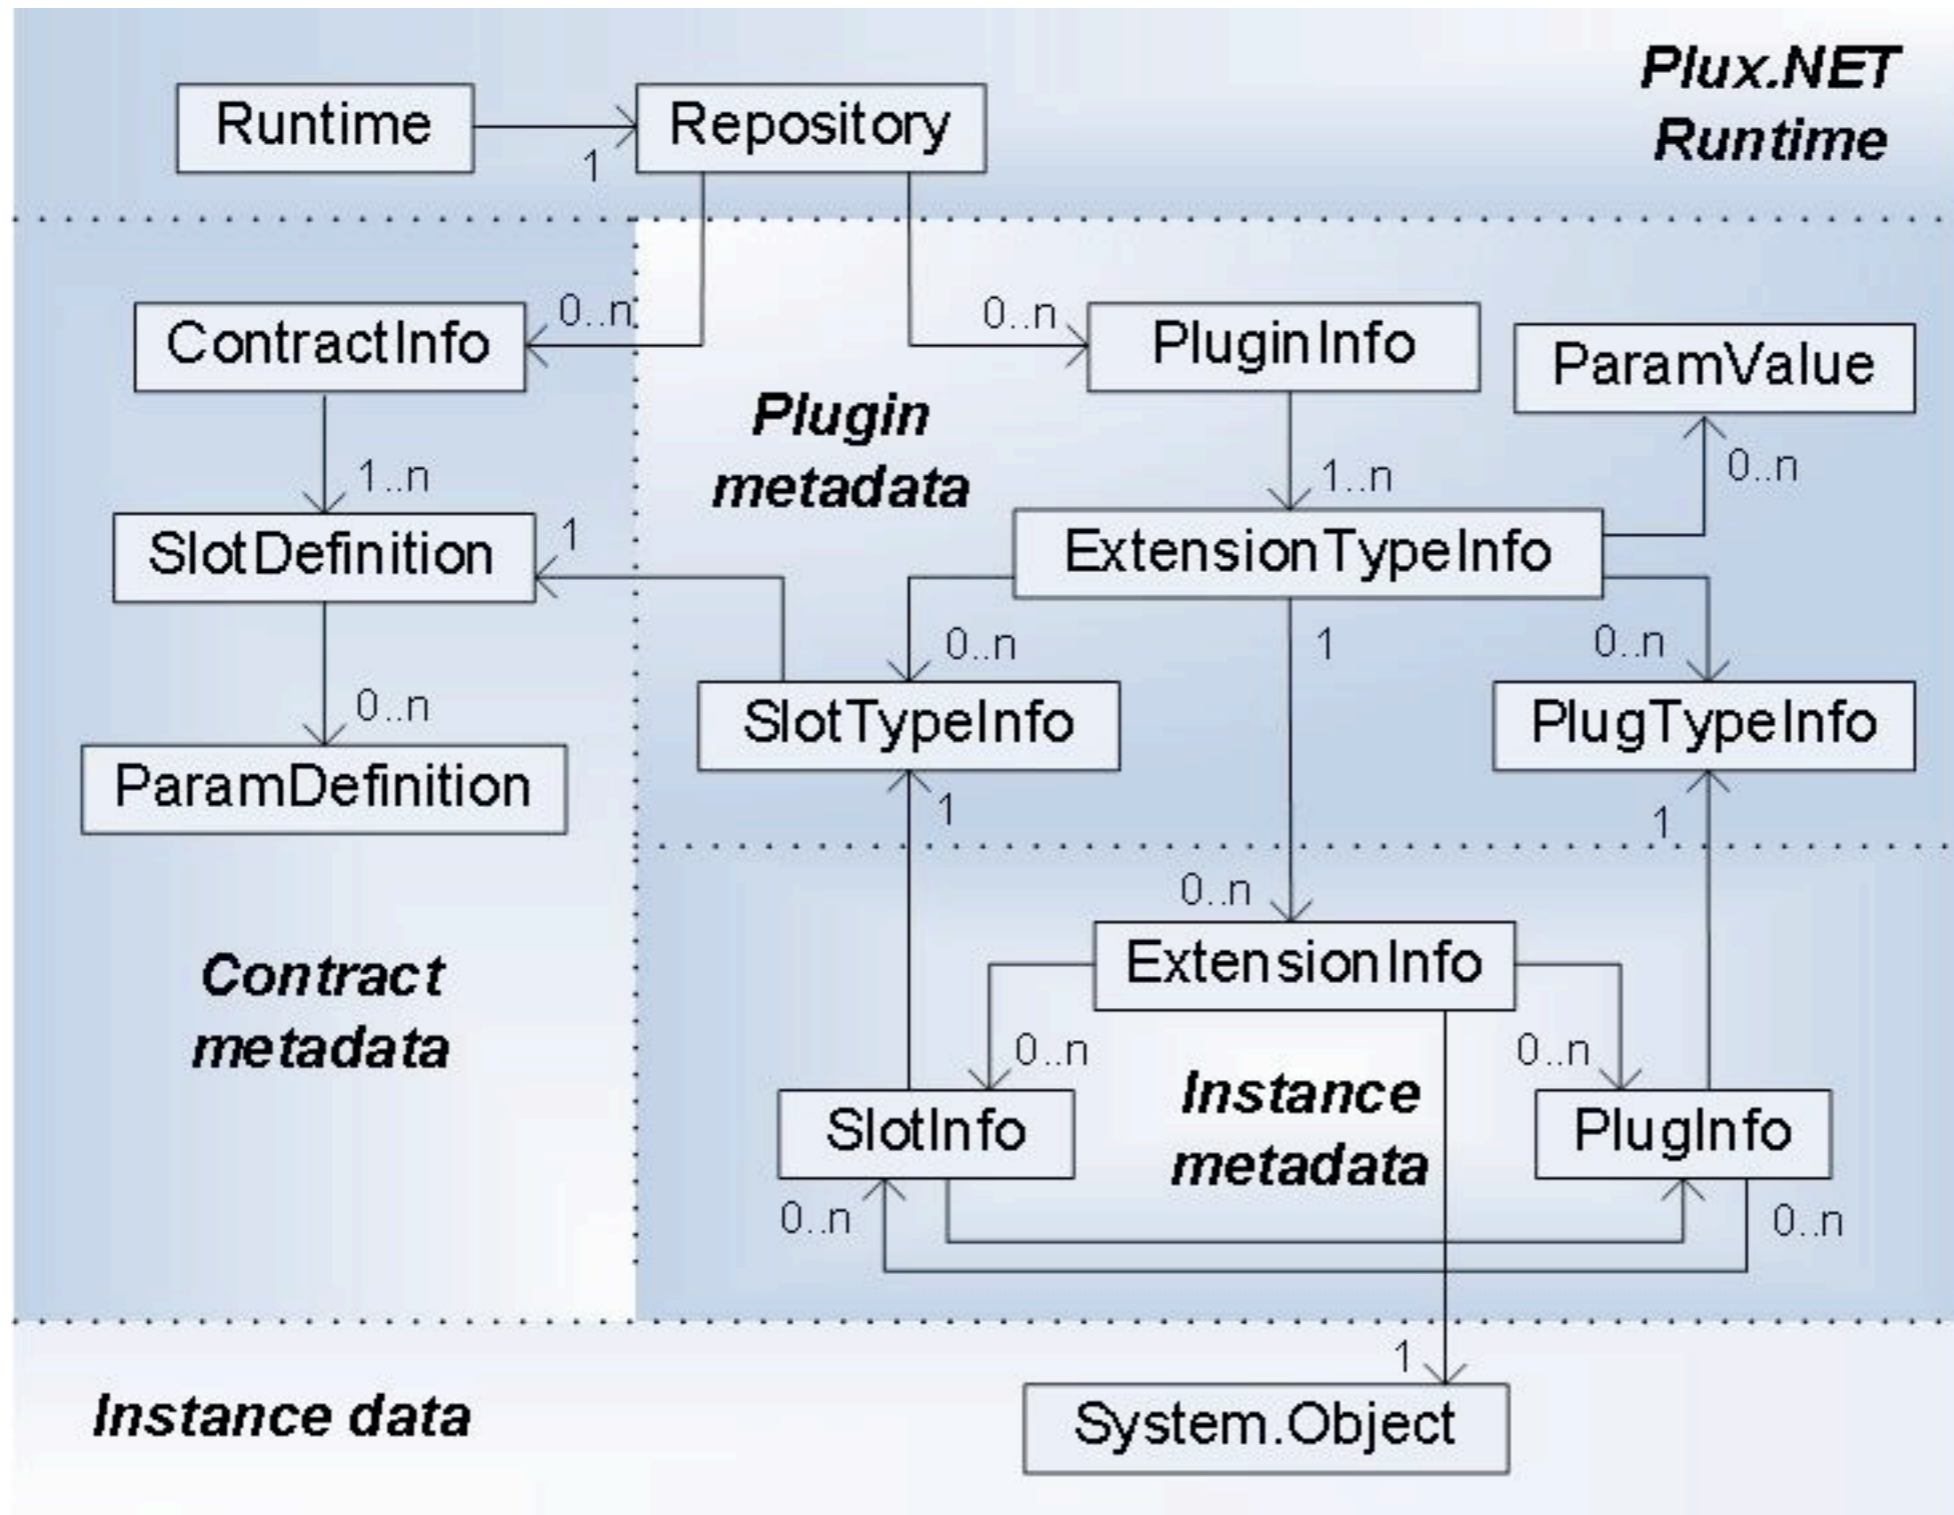 Plux.NET
Runtime
Runtime
1
Repository
0..n
0..n
ContractInfo
PluginInfo
ParamValue
Plugin
metadata
1..n
1..n
0..n
SlotDefinition
1
ExtensionTypeInfo
0..n
1
0..n
0..n
SlotTypeInfo
PlugTypeInfo
ParamDefinition
1
1
0..n
Contract
metadata
ExtensionInfo
0..n
0..n
Instance
metadata
SlotInfo
PlugInfo
0..n
0..n
1
Instance data
System.Object